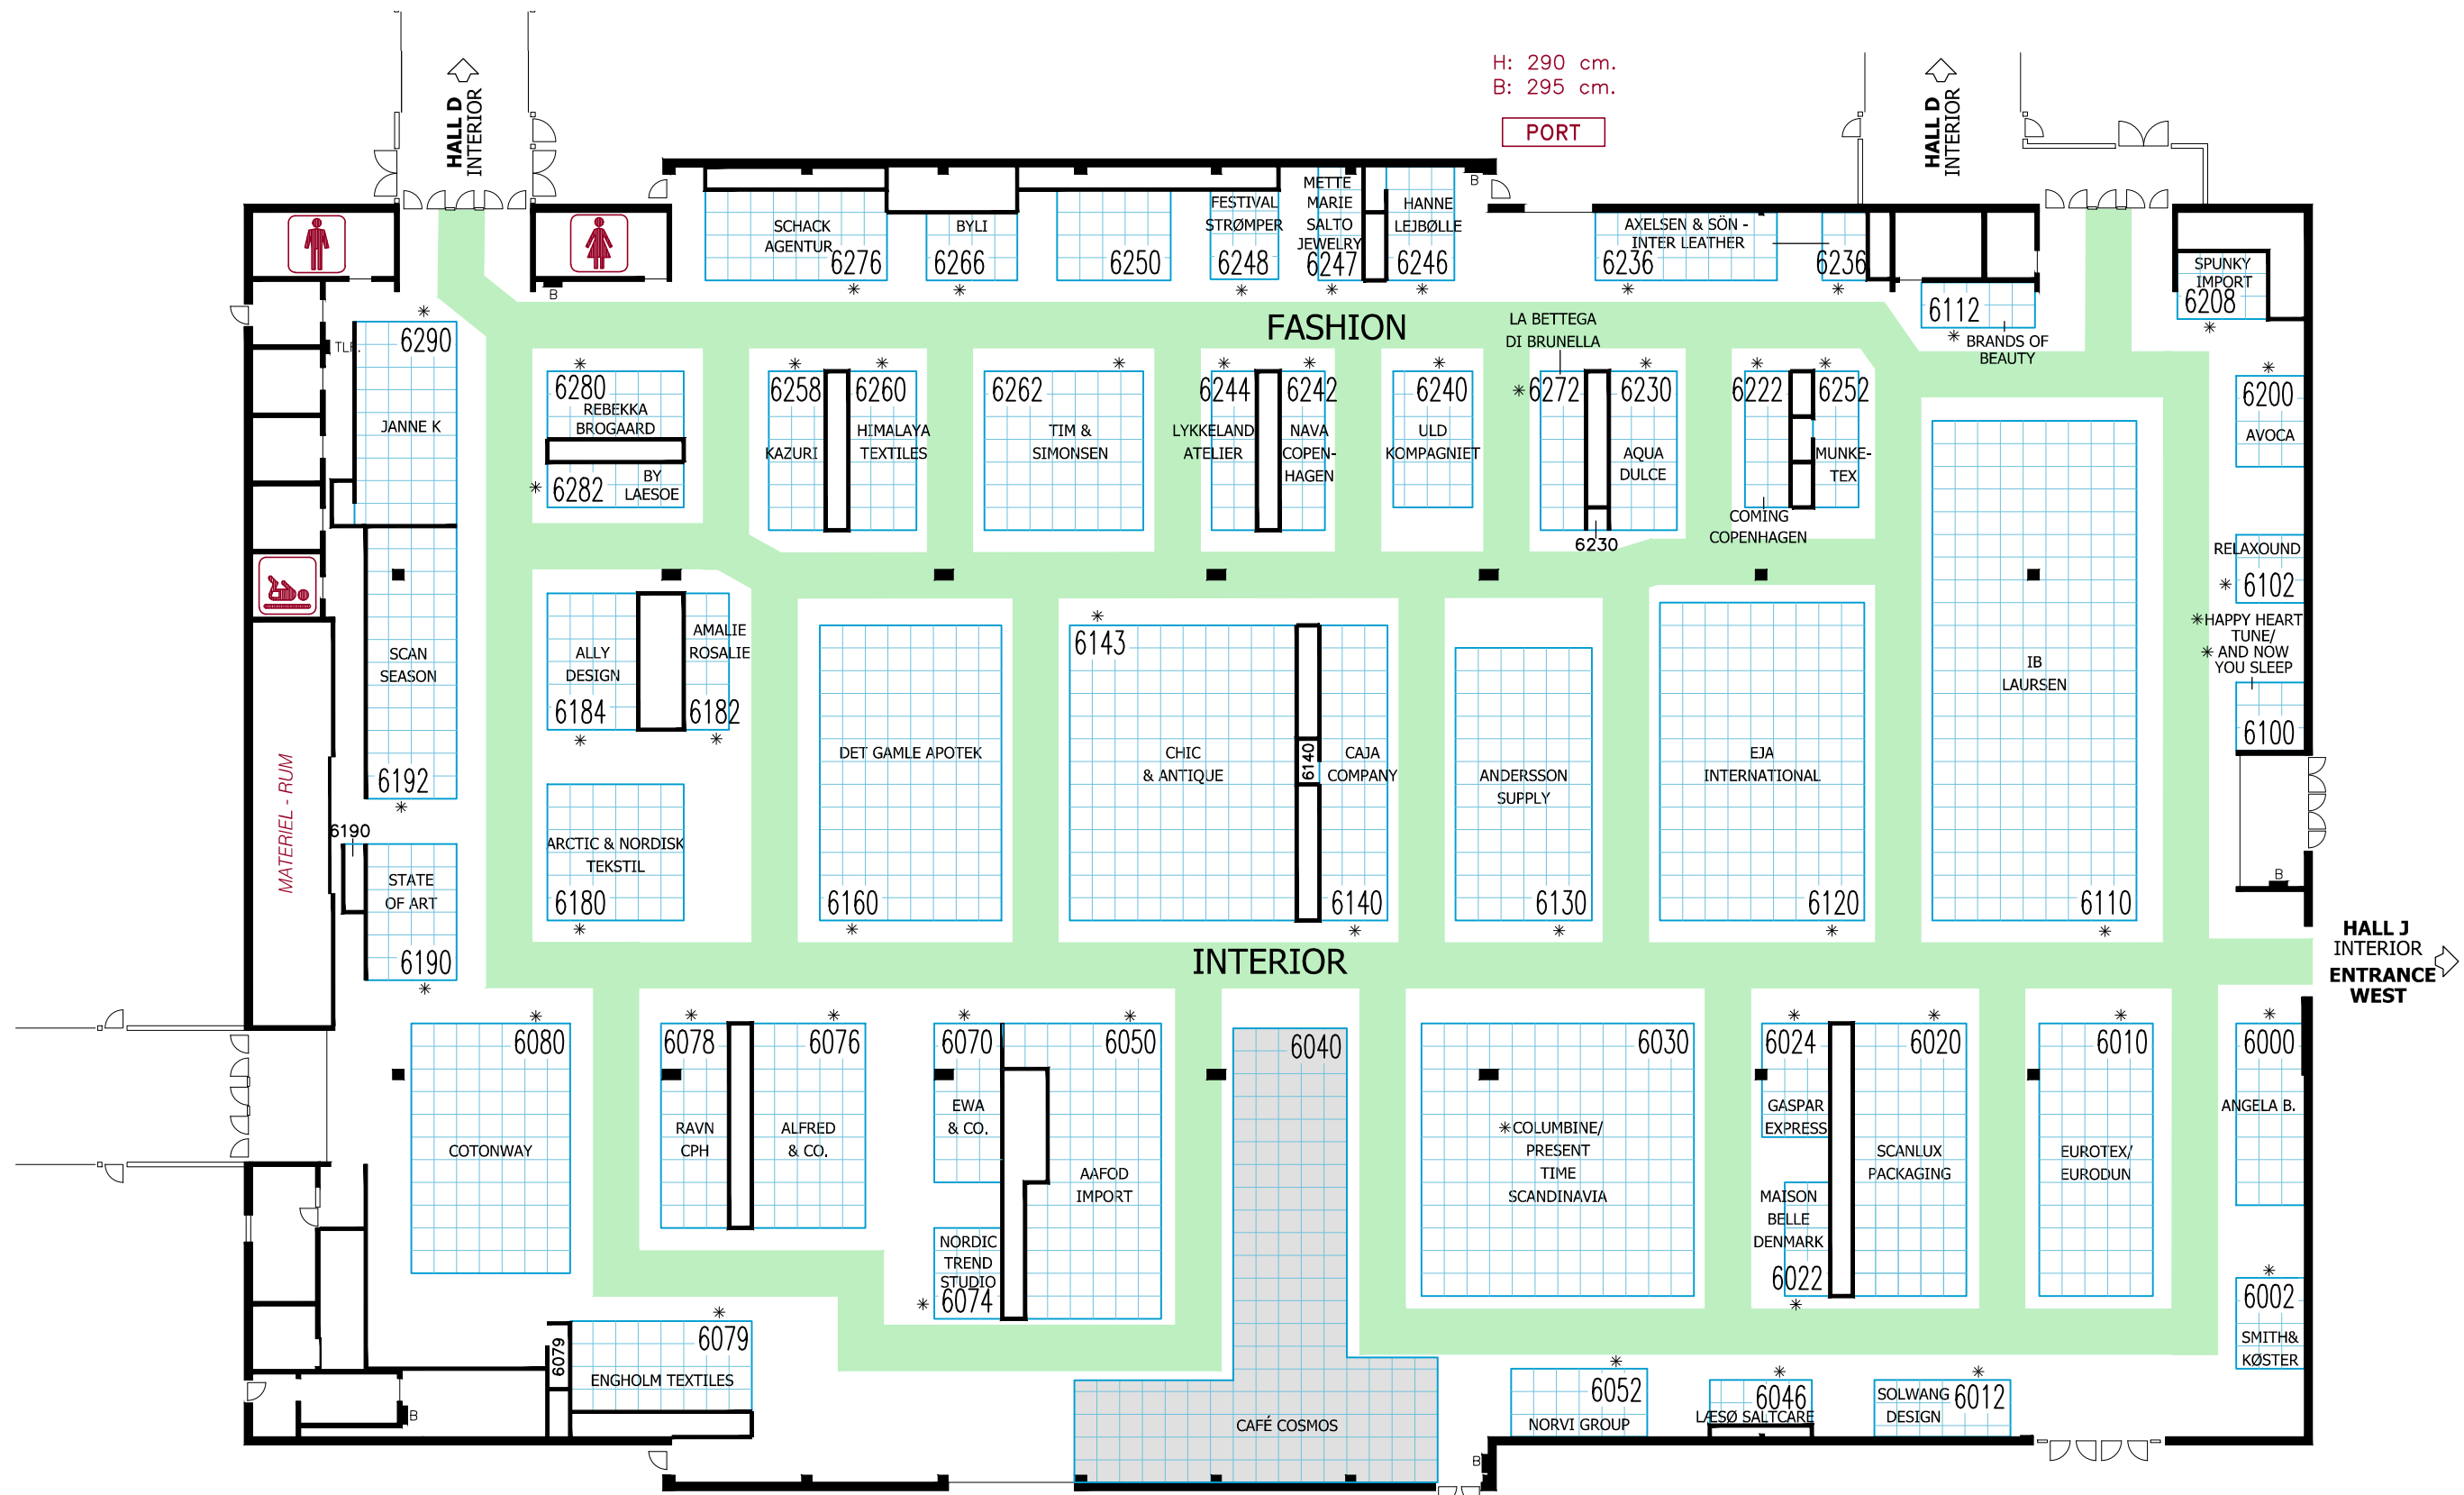 H: 290 cm.
B: 295 cm.
PORT
HALL D
INTERIOR
HALL D
INTERIOR
SCHACK
AGENTUR
6276
BYLI
6266
6250
FESTIVAL
STRØMPER
6248
METTE
MARIE
SALTO
JEWELRY
6247
HANNE
LEJBØLLE
6246
B
AXELSEN & SÖN -
INTER LEATHER
6236
6236
6112
BRANDS OF
BEAUTY
SPUNKY
IMPORT
6208
B
FASHION
LA BETTEGA
DI BRUNELLA
TLF.
6290
JANNE K
6280
REBEKKA
BROGAARD
6282
BY
LAESOE
6258
KAZURI
6260
HIMALAYA
TEXTILES
6262
TIM &
SIMONSEN
6244
LYKKELAND
ATELIER
6242
NAVA
COPEN-
HAGEN
6240
ULD
KOMPAGNIET
6272
6230
AQUA
DULCE
6230
6222
COMING
COPENHAGEN
6252
MUNKE-
TEX
6200
AVOCA
RELAXOUND
6102
HAPPY HEART
TUNE/
AND NOW
YOU SLEEP
6100
SCAN
SEASON
6192
ALLY
DESIGN
6184
AMALIE
ROSALIE
6182
DET GAMLE APOTEK
6160
6143
CHIC
& ANTIQUE
6140
CAJA
COMPANY
6140
ANDERSSON
SUPPLY
6130
EJA
INTERNATIONAL
6120
IB
LAURSEN
6110
MATERIEL - RUM
6190
STATE
OF ART
6190
ARCTIC & NORDISK
TEKSTIL
6180
B
HALL J
INTERIOR
ENTRANCE
WEST
INTERIOR
6080
COTONWAY
6078
RAVN
CPH
6076
ALFRED
& CO.
6070
EWA
& CO.
6050
AAFOD
IMPORT
NORDIC
TREND
STUDIO
6074
6040
CAFÉ COSMOS
6030
COLUMBINE/
PRESENT
TIME
SCANDINAVIA
6024
GASPAR
EXPRESS
MAISON
BELLE
DENMARK
6022
6020
SCANLUX
PACKAGING
6010
EUROTEX/
EURODUN
6000
ANGELA B.
6002
SMITH&
KØSTER
6079
6079
ENGHOLM TEXTILES
B
6052
NORVI GROUP
6046
LÆSØ SALTCARE
SOLWANG
DESIGN
6012
B